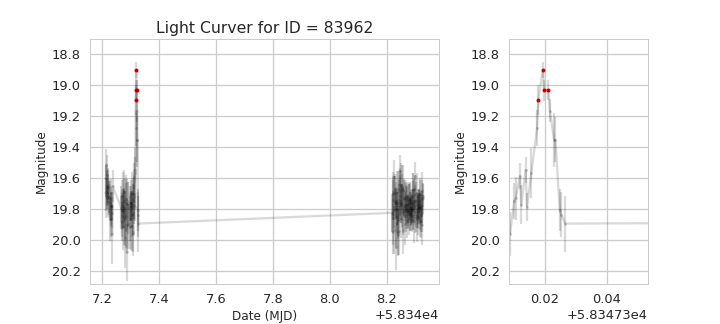 Light Curver for ID = 83962
Magnitude
18.8
19.0
19.2
19.4
19.6
19.8
20.0
20.2
7.2 7.4 7.6 7.8 8.0 8.2
Date (MJD) +5.834e4
Magnitude
18.8
19.0
19.2
19.4
19.6
19.8
20.0
20.2
0.02 0.04
+5.83473e4